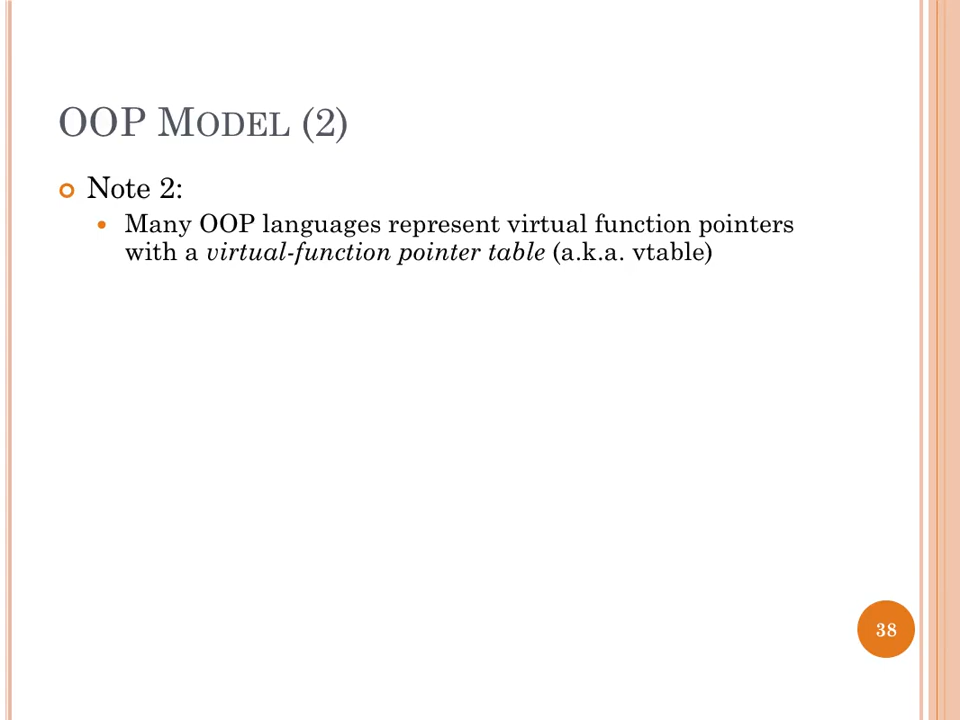 OOP MODEL (2)
Note 2:
Many OOP languages represent virtual function pointers
with a virtual-function pointer table (a.k.a. vtable)
38